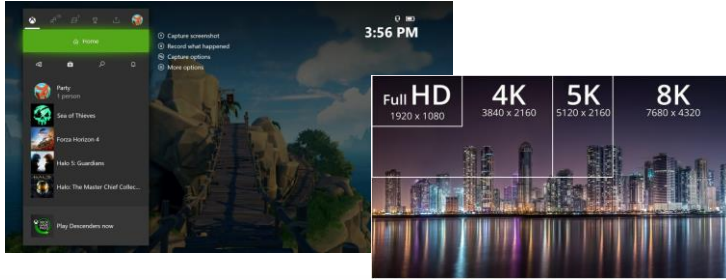 Home
3:56 PM
Capture screenshot
Record what happened
Capture options
More options
Party
1 person
Sea of Thieves
Forza Horizon 4
Halo 5: Guardians
Halo: The Master Chief Collec...
Play Descenders now
Full HD
1920 x 1080
4K
3840 x 2160
5K
5120 x 2160
8K
7680 x 4320